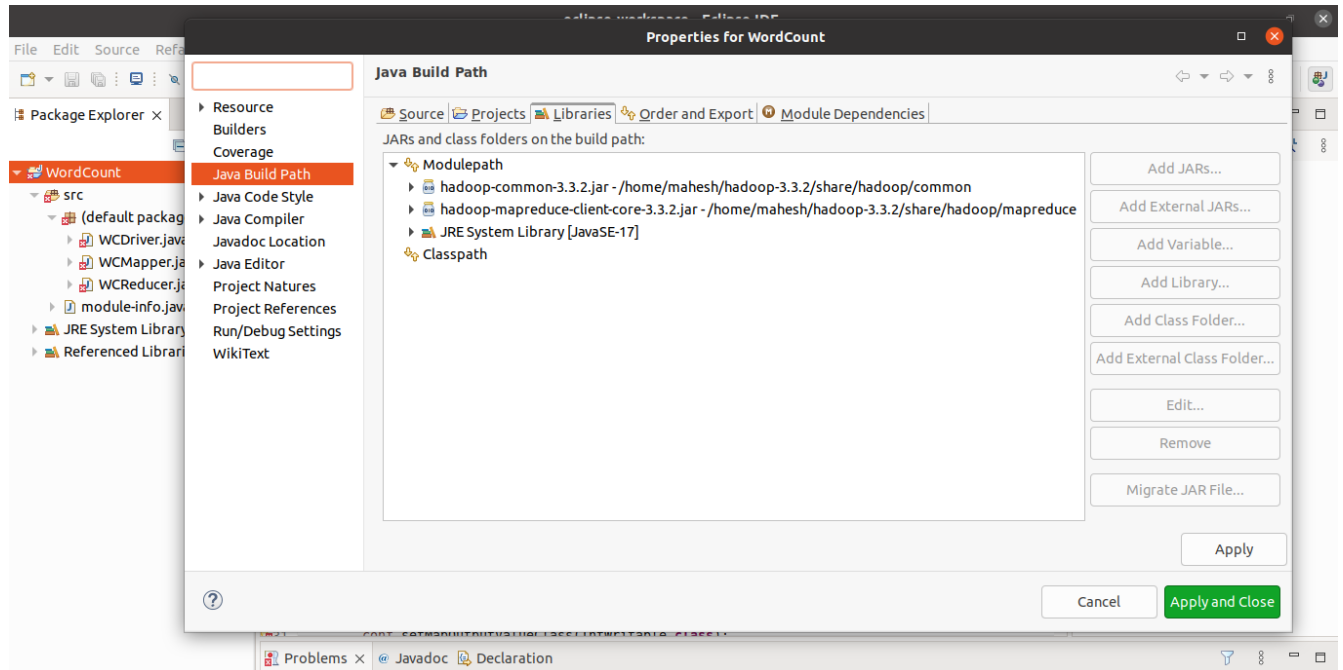 Properties for WordCount
File Edit Source Refa
Java Build Path
Package Explorer
Resource
Builders
Coverage
Java Build Path
Java Code Style
Java Compiler
Javadoc Location
Java Editor
Project Natures
Project References
Run/Debug Settings
WikiText
Source Projects Libraries Order and Export Module Dependencies
JARs and class folders on the build path:
Modulepath
hadoop-common-3.3.2.jar - /home/mahesh/hadoop-3.3.2/share/hadoop/common
hadoop-mapreduce-client-core-3.3.2.jar - /home/mahesh/hadoop-3.3.2/share/hadoop/mapreduce
JRE System Library [JavaSE-17]
Classpath
Add JARs...
Add External JARs...
Add Variable...
Add Library...
Add Class Folder...
Add External Class Folder...
Edit...
Remove
Migrate JAR File...
Apply
Cancel
Apply and Close
WordCount
src
(default packag
WCDriver.java
WCMapper.ja
WCReducer.ja
module-info.java
JRE System Library
Referenced Librari
Problems Javadoc Declaration